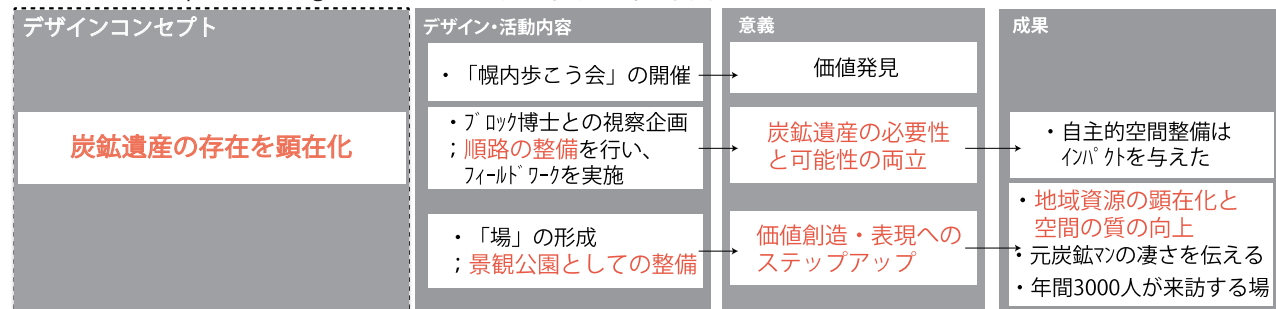 デザインコンセプト
炭鉱遺産の存在を顕在化
デザイン・活動内容
・「幌内歩こう会」の開催
・ブロック博士との視察企画
；順路の整備を行い、
フィールドワークを実施
・「場」の形成
；景観公園としての整備
意義
価値発見
炭鉱遺産の必要性
と可能性の両立
価値創造・表現への
ステップアップ
成果
・自主的空間整備は
インパクトを与えた
・地域資源の顕在化と
空間の質の向上
・元炭鉱マンの凄さを伝える
・年間3000人が来訪する場